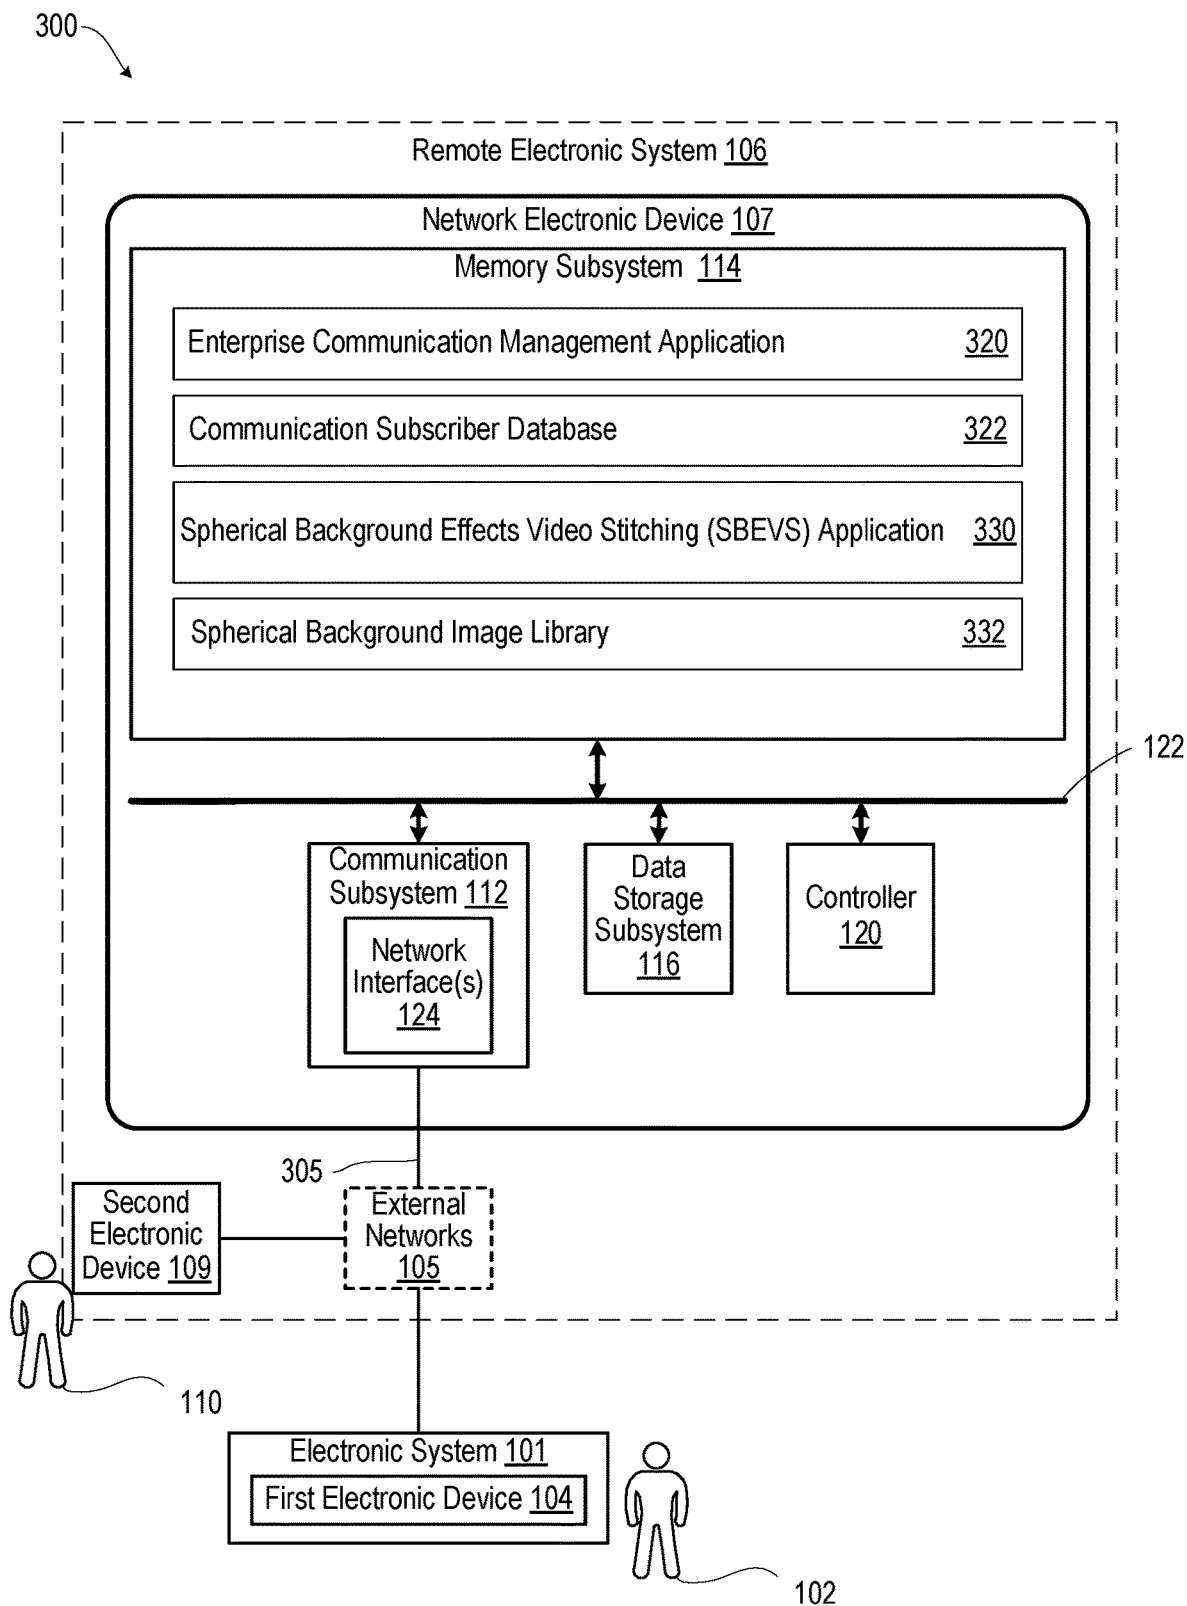 300
Remote Electronic System 106
Network Electronic Device 107
Memory Subsystem 114
Enterprise Communication Management Application 320
Communication Subscriber Database 322
Spherical Background Effects Video Stitching (SBEVS) Application 330
Spherical Background Image Library 332
122
Communication
Subsystem 112
Network
Interface(s)
124
Data
Storage
Subsystem
116
Controller
120
305
Second
Electronic
Device 109
External
Networks
105
110
Electronic System 101
First Electronic Device 104
102